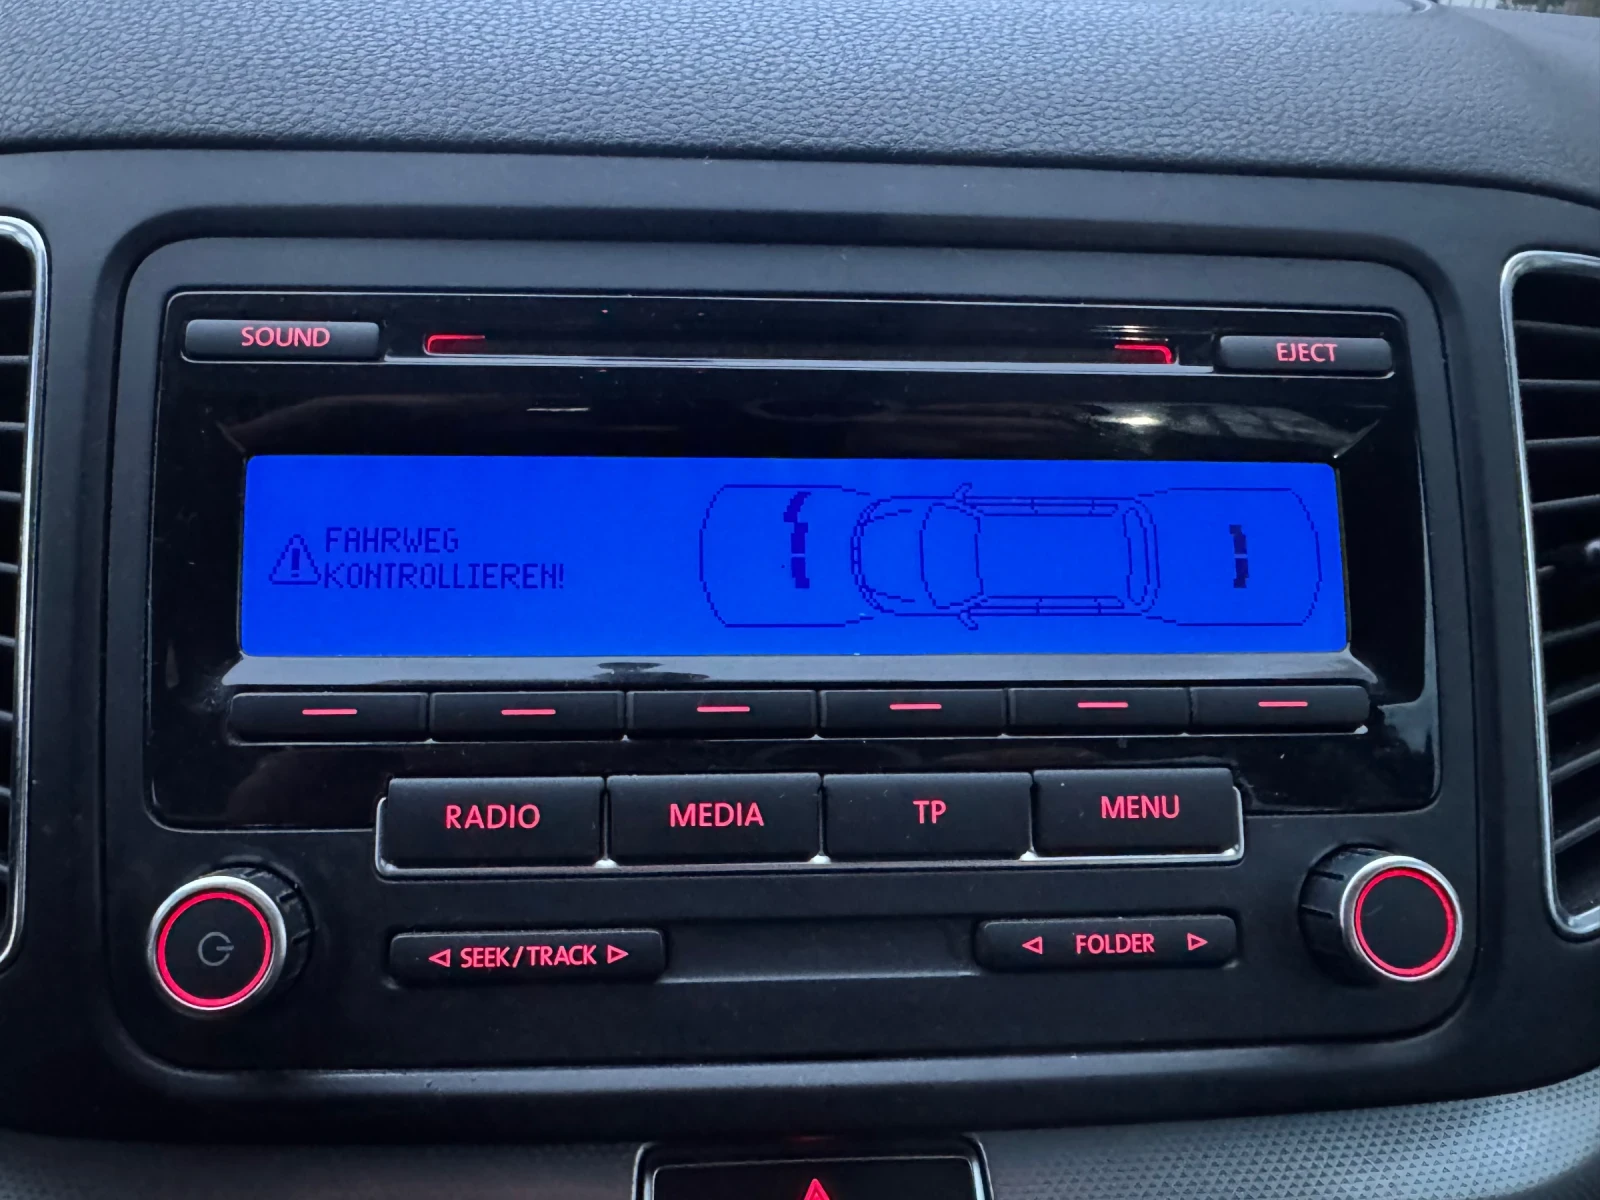 SOUND
EJECT
FAHRWEG
KONTROLLIEREN!
RADIO
MEDIA
TP
MENU
SEEK/TRACK
FOLDER